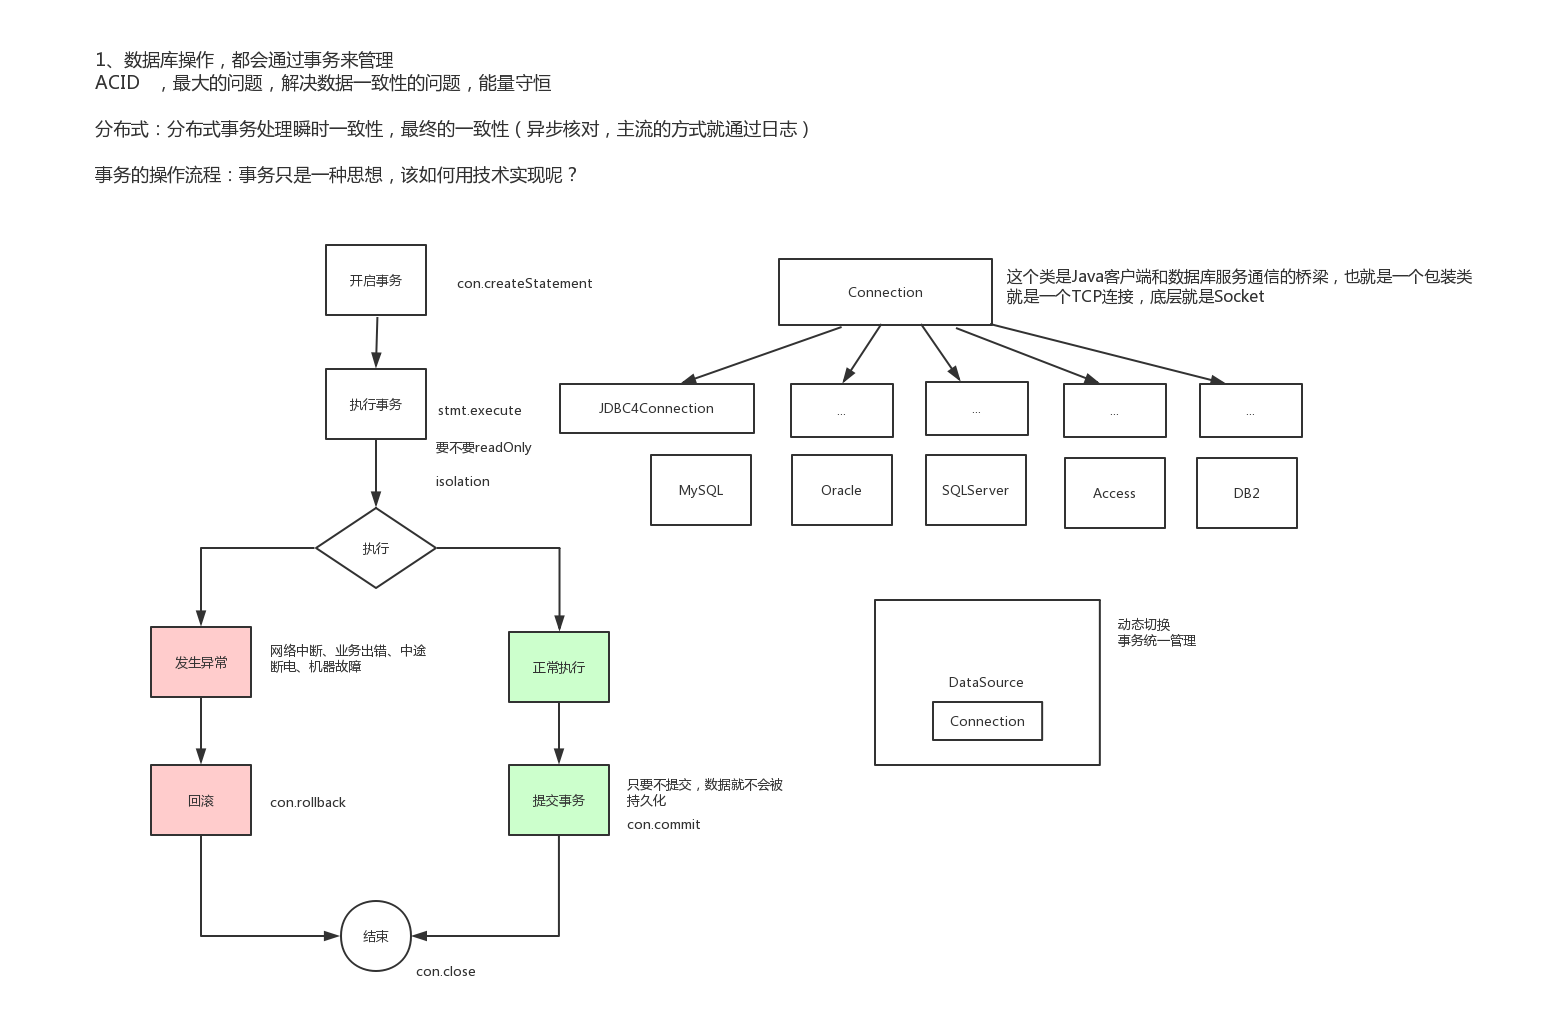 1、数据库操作，都会通过事务来管理
ACID ，最大的问题，解决数据一致性的问题，能量守恒
分布式：分布式事务处理瞬时一致性，最终的一致性（异步核对，主流的方式就通过日志）
事务的操作流程：事务只是一种思想，该如何用技术实现呢？
开启事务
con.createStatement
执行事务
stmt.execute
要不要readOnly
isolation
执行
发生异常
网络中断、业务出错、中途
断电、机器故障
正常执行
回滚
con.rollback
提交事务
只要不提交，数据就不会被
持久化
con.commit
结束
con.close
Connection
这个类是Java客户端和数据库服务通信的桥梁，也就是一个包装类
就是一个TCP连接，底层就是Socket
JDBC4Connection
...
...
...
...
MySQL
Oracle
SQLServer
Access
DB2
动态切换
事务统一管理
DataSource
Connection